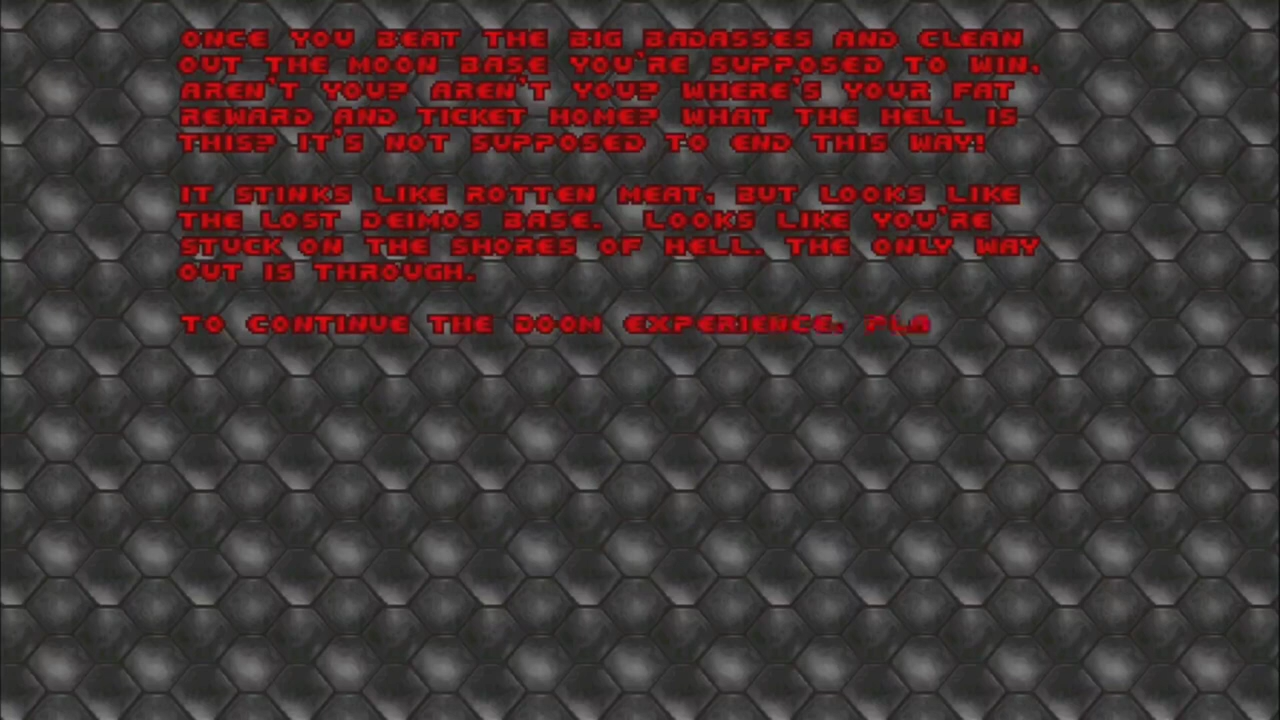 ONCE YOU BEAT THE BIG BADASSES AND CLEAN
OUT THE MOON BASE YOU'RE SUPPOSED TO WIN,
AREN'T YOU? AREN'T YOU? WHERE'S YOUR FAT
REWARD AND TICKET HOME? WHAT THE HELL IS
THIS? IT'S NOT SUPPOSED TO END THIS WAY!
IT STINKS LIKE ROTTEN MEAT, BUT LOOKS LIKE
THE LOST DEIMOS BASE. LOOKS LIKE YOU'RE
STUCK ON THE SHORES OF HELL. THE ONLY WAY
OUT IS THROUGH.
TO CONTINUE THE DOOM EXPERIENCE, PLA